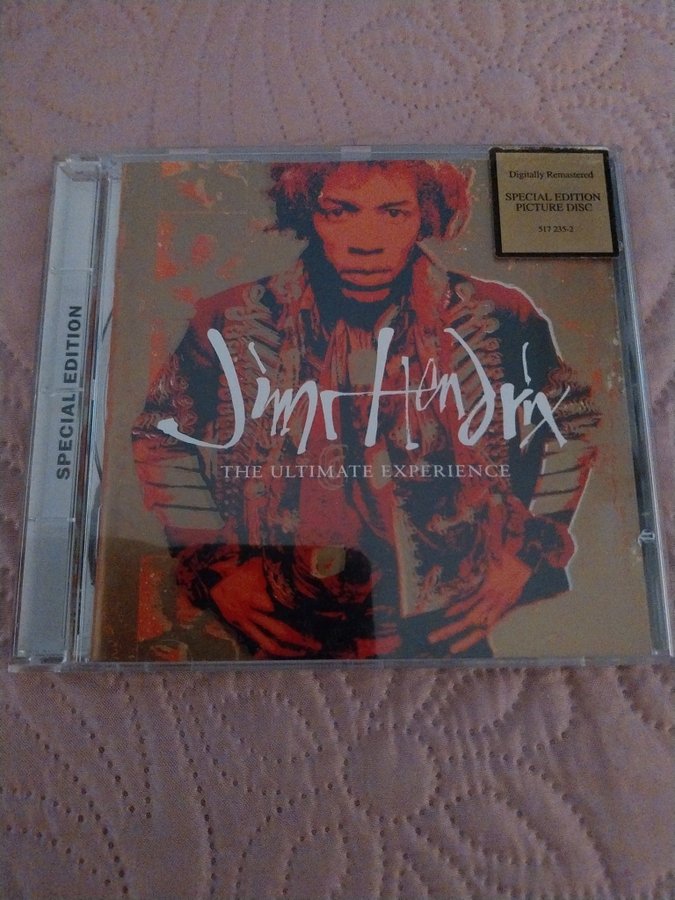 Digitally Remastered
SPECIAL EDITION
PICTURE DISC
517 235-2
SPECIAL EDITION
Jimi Hendrix
THE ULTIMATE EXPERIENCE